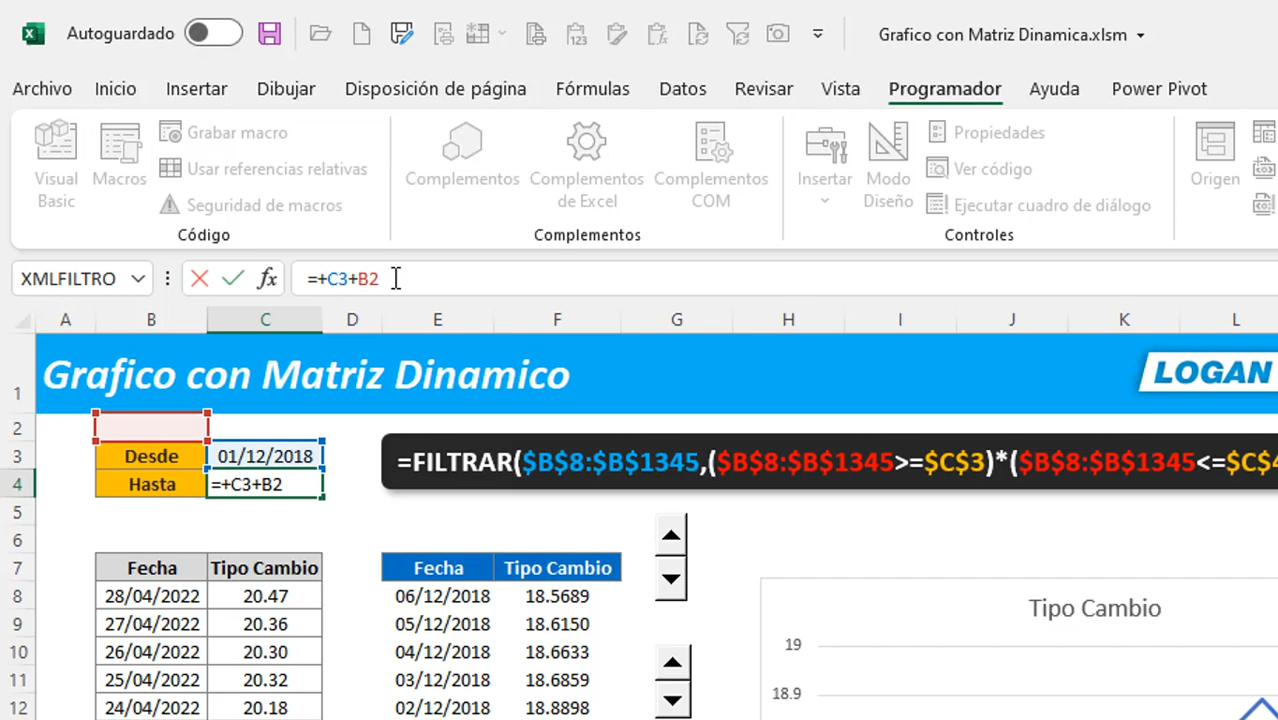 Autoguardado
Grafico con Matriz Dinamica.xlsm
Archivo Inicio Insertar Dibujar Disposición de página Fórmulas Datos Revisar Vista Programador Ayuda Power Pivot
Visual Basic
Macros
Grabar macro
Usar referencias relativas
Seguridad de macros
Código
Complementos
Complementos de Excel
Complementos COM
Complementos
Insertar
Modo Diseño
Propiedades
Ver código
Ejecutar cuadro de diálogo
Controles
Origen
XMLFILTRO fx =+C3+B2
A B C D E F G H I J K L
1 Grafico con Matriz Dinamico LOGAN
2
3 Desde 01/12/2018
=FILTRAR($B$8:$B$1345,($B$8:$B$1345>=$C$3)*($B$8:$B$1345<=$C$4
4 Hasta =+C3+B2
5
6
7 Fecha Tipo Cambio Fecha Tipo Cambio
8 28/04/2022 20.47 06/12/2018 18.5689
Tipo Cambio
9 27/04/2022 20.36 05/12/2018 18.6150
19
10 26/04/2022 20.30 04/12/2018 18.6633
11 25/04/2022 20.32 03/12/2018 18.6859
18.9
12 24/04/2022 20.18 02/12/2018 18.8898